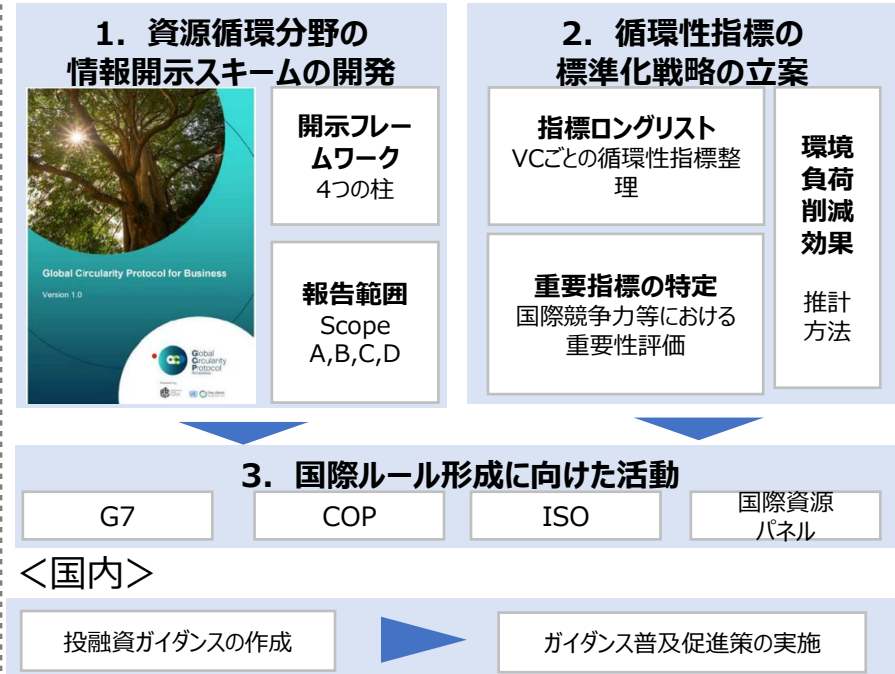 1. 資源循環分野の
情報開示スキームの開発
Global Circularity Protocol for Business
Version 1.0
Global
Circularity
Protocol
開示フレー
ムワーク
4つの柱
報告範囲
Scope
A,B,C,D
2. 循環性指標の
標準化戦略の立案
指標ロングリスト
VCごとの循環性指標整
理
重要指標の特定
国際競争力等における
重要性評価
環境
負荷
削減
効果
推計
方法
3. 国際ルール形成に向けた活動
G7
COP
ISO
国際資源
パネル
＜国内＞
投融資ガイダンスの作成
ガイダンス普及促進策の実施